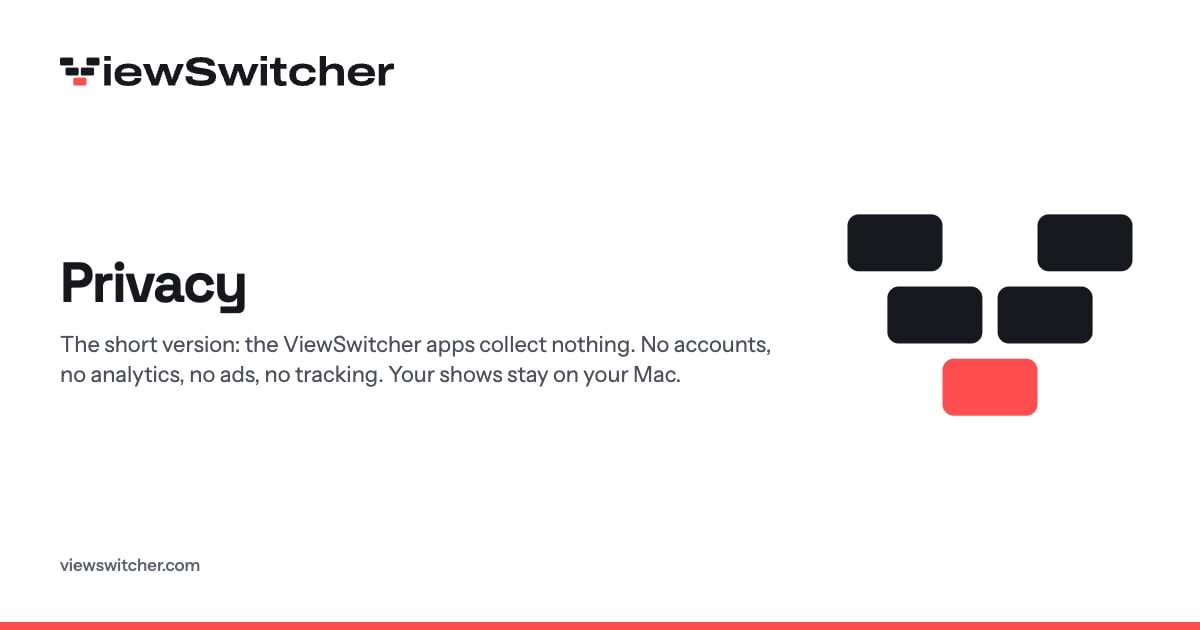 ViewSwitcher
Privacy
The short version: the ViewSwitcher apps collect nothing. No accounts,
no analytics, no ads, no tracking. Your shows stay on your Mac.
viewswitcher.com